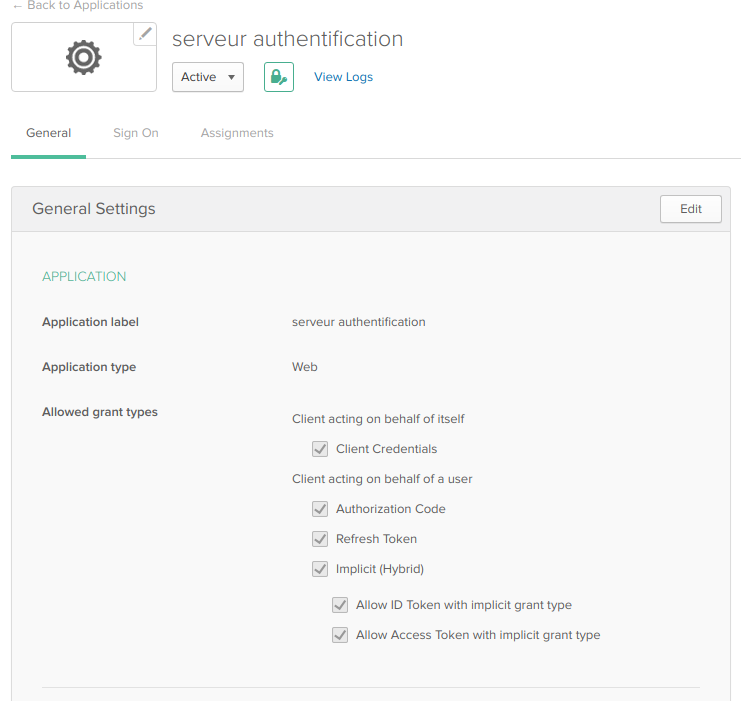 ← Back to Applications
serveur authentification
Active ▼
View Logs
General Sign On Assignments
General Settings Edit
APPLICATION
Application label serveur authentification
Application type Web
Allowed grant types
Client acting on behalf of itself
Client Credentials
Client acting on behalf of a user
Authorization Code
Refresh Token
Implicit (Hybrid)
Allow ID Token with implicit grant type
Allow Access Token with implicit grant type